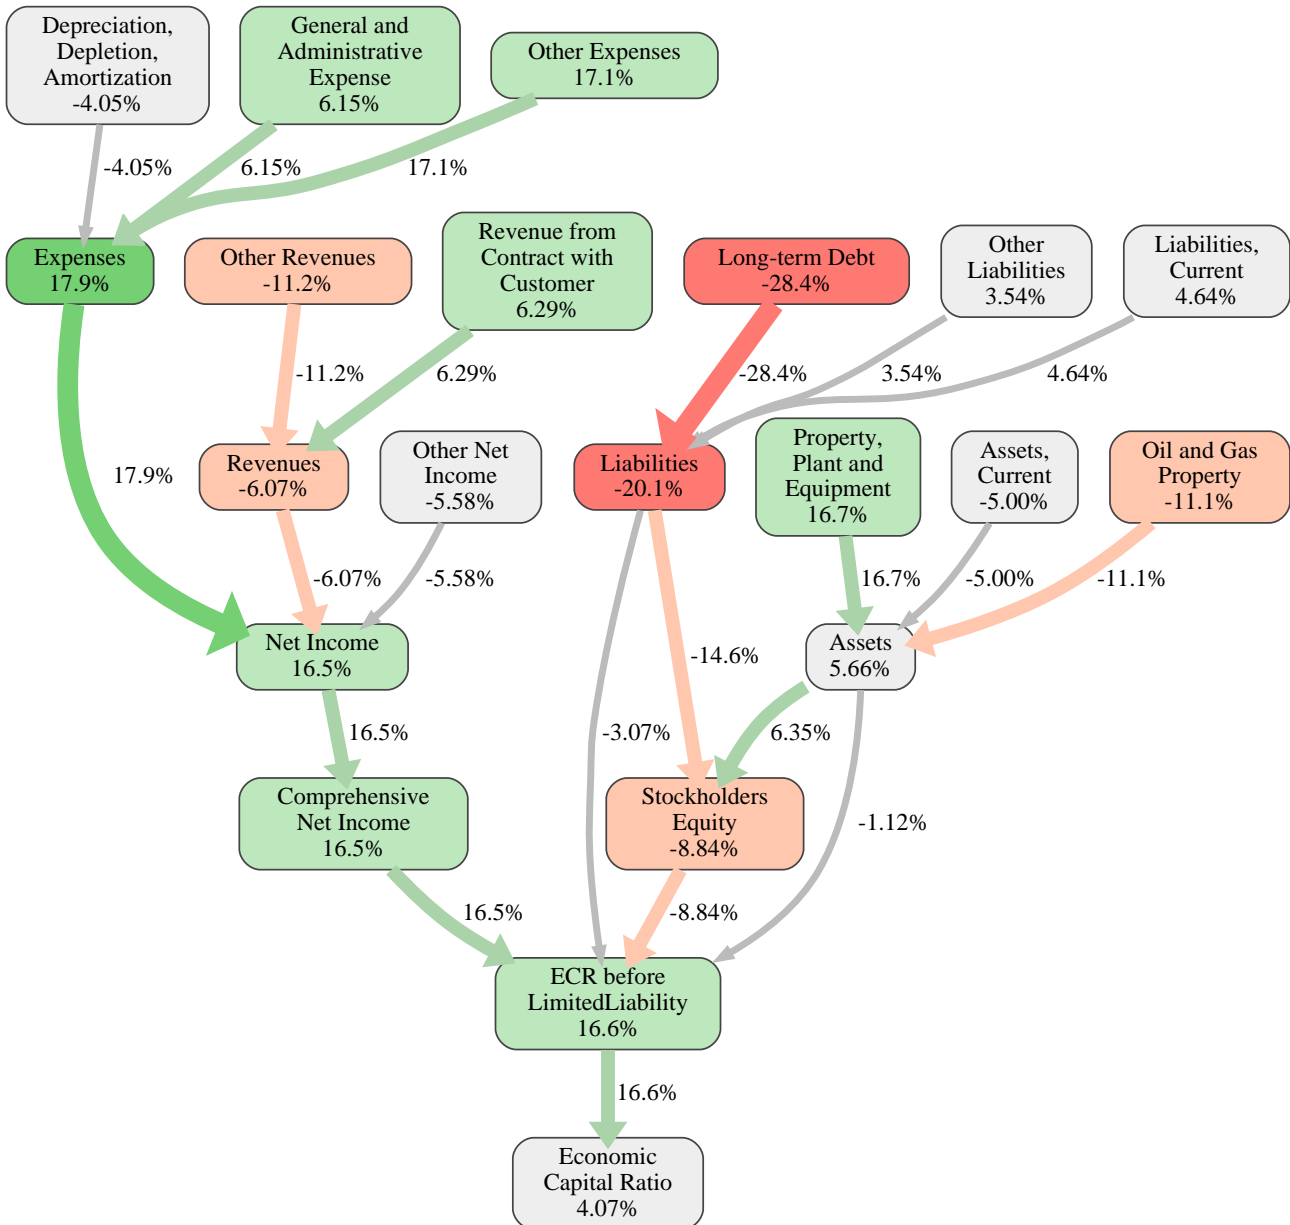 Depreciation,
Depletion,
Amortization
-4.05%
General and
Administrative
Expense
6.15%
Other Expenses
17.1%
-4.05%
6.15%
17.1%
Expenses
17.9%
Other Revenues
-11.2%
Revenue from
Contract with
Customer
6.29%
Long-term Debt
-28.4%
Other
Liabilities
3.54%
Liabilities,
Current
4.64%
-11.2%
6.29%
-28.4%
3.54%
4.64%
17.9%
Revenues
-6.07%
Other Net
Income
-5.58%
Liabilities
-20.1%
Property,
Plant and
Equipment
16.7%
Assets,
Current
-5.00%
Oil and Gas
Property
-11.1%
-6.07%
-5.58%
16.7%
-5.00%
-11.1%
Net Income
16.5%
-14.6%
Assets
5.66%
16.5%
-3.07%
6.35%
Comprehensive
Net Income
16.5%
Stockholders
Equity
-8.84%
-1.12%
16.5%
-8.84%
ECR before
LimitedLiability
16.6%
16.6%
Economic
Capital Ratio
4.07%